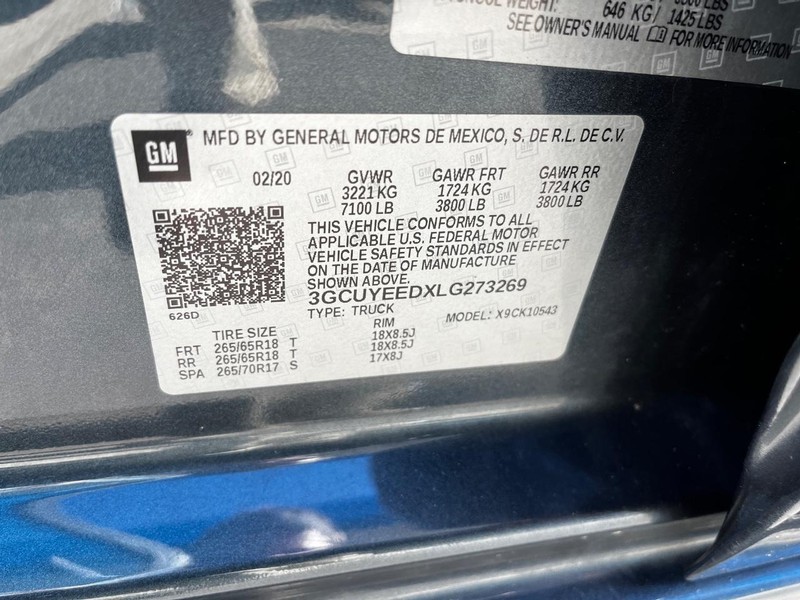 3500 LBS
TONGUE WEIGHT: 646 KG / 1425 LBS
SEE OWNER'S MANUAL FOR MORE INFORMATION
GM® MFD BY GENERAL MOTORS DE MEXICO, S. DE R.L. DE C.V.
02/20 GVWR GAWR FRT GAWR RR
3221 KG 1724 KG 1724 KG
7100 LB 3800 LB 3800 LB
THIS VEHICLE CONFORMS TO ALL
APPLICABLE U.S. FEDERAL MOTOR
VEHICLE SAFETY STANDARDS IN EFFECT
ON THE DATE OF MANUFACTURE
SHOWN ABOVE.
3GCUYEEDXLG273269
626D
TYPE: TRUCK MODEL: X9CK10543
TIRE SIZE RIM
FRT 265/65R18 T 18X8.5J
RR 265/65R18 T 18X8.5J
SPA 265/70R17 S 17X8J